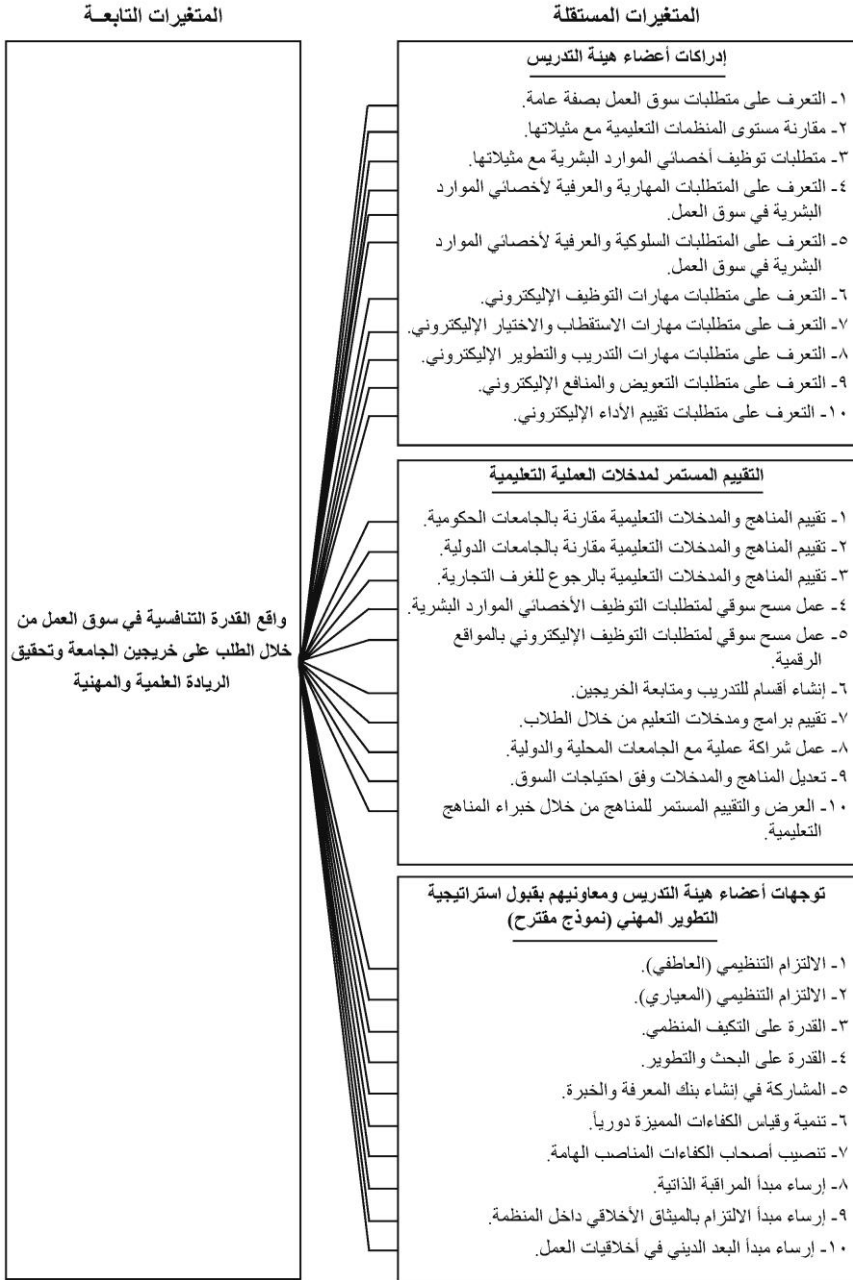 المتغيرات المستقلة
المتغيرات التابعـة
إدراكات أعضاء هيئة التدريس
١- التعرف على متطلبات سوق العمل بصفة عامة.
٢- مقارنة مستوى المنظمات التعليمية مع مثيلاتها.
٣- متطلبات توظيف أخصائي الموارد البشرية مع مثيلاتها.
٤- التعرف على المتطلبات المهارية والعرفية لأخصائي الموارد
البشرية في سوق العمل.
٥- التعرف على المتطلبات السلوكية والعرفية لأخصائي الموارد
البشرية في سوق العمل.
٦- التعرف على متطلبات مهارات التوظيف الإليكتروني.
٧- التعرف على متطلبات مهارات الاستقطاب والاختيار الإليكتروني.
٨- التعرف على متطلبات مهارات التدريب والتطوير الإليكتروني.
٩- التعرف على متطلبات التعويض والمنافع الإليكتروني.
١٠- التعرف على متطلبات تقييم الأداء الإليكتروني.
التقييم المستمر لمدخلات العملية التعليمية
١- تقييم المناهج والمدخلات التعليمية مقارنة بالجامعات الحكومية.
٢- تقييم المناهج والمدخلات التعليمية مقارنة بالجامعات الدولية.
٣- تقييم المناهج والمدخلات التعليمية بالرجوع للغرف التجارية.
٤- عمل مسح سوقي لمتطلبات التوظيف الأخصائي الموارد البشرية.
٥- عمل مسح سوقي لمتطلبات التوظيف الإليكتروني بالمواقع
الرقمية.
٦- إنشاء أقسام للتدريب ومتابعة الخريجين.
٧- تقييم برامج ومدخلات التعليم من خلال الطلاب.
٨- عمل شراكة عملية مع الجامعات المحلية والدولية.
٩- تعديل المناهج والمدخلات وفق احتياجات السوق.
١٠- العرض والتقييم المستمر للمناهج من خلال خبراء المناهج
التعليمية.
توجهات أعضاء هيئة التدريس ومعاونيهم بقبول استراتيجية
التطوير المهني (نموذج مقترح)
١- الالتزام التنظيمي (العاطفي).
٢- الالتزام التنظيمي (المعياري).
٣- القدرة على التكيف المنظمي.
٤- القدرة على البحث والتطوير.
٥- المشاركة في إنشاء بنك المعرفة والخبرة.
٦- تنمية وقياس الكفاءات المميزة دورياً.
٧- تنصيب أصحاب الكفاءات المناصب الهامة.
٨- إرساء مبدأ المراقبة الذاتية.
٩- إرساء مبدأ الالتزام بالميثاق الأخلاقي داخل المنظمة.
١٠- إرساء مبدأ البعد الديني في أخلاقيات العمل.
واقع القدرة التنافسية في سوق العمل من
خلال الطلب على خريجين الجامعة وتحقيق
الريادة العلمية والمهنية